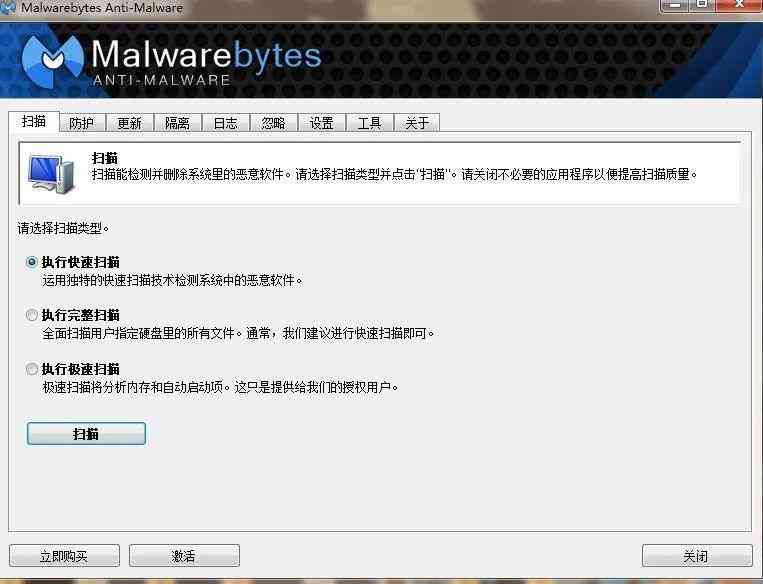 Malwarebytes Anti-Malware
Malwarebytes
ANTI-MALWARE
扫描 防护 更新 隔离 日志 忽略 设置 工具 关于
扫描
扫描能检测并删除系统里的恶意软件。请选择扫描类型并点击"扫描"。请关闭不必要的应用程序以便提高扫描质量。
请选择扫描类型。
执行快速扫描
运用独特的快速扫描技术检测系统中的恶意软件。
执行完整扫描
全面扫描用户指定硬盘里的所有文件。通常，我们建议进行快速扫描即可。
执行极速扫描
极速扫描将分析内存和自动启动项。这只是提供给我们的授权用户。
扫描
立即购买 激活 关闭